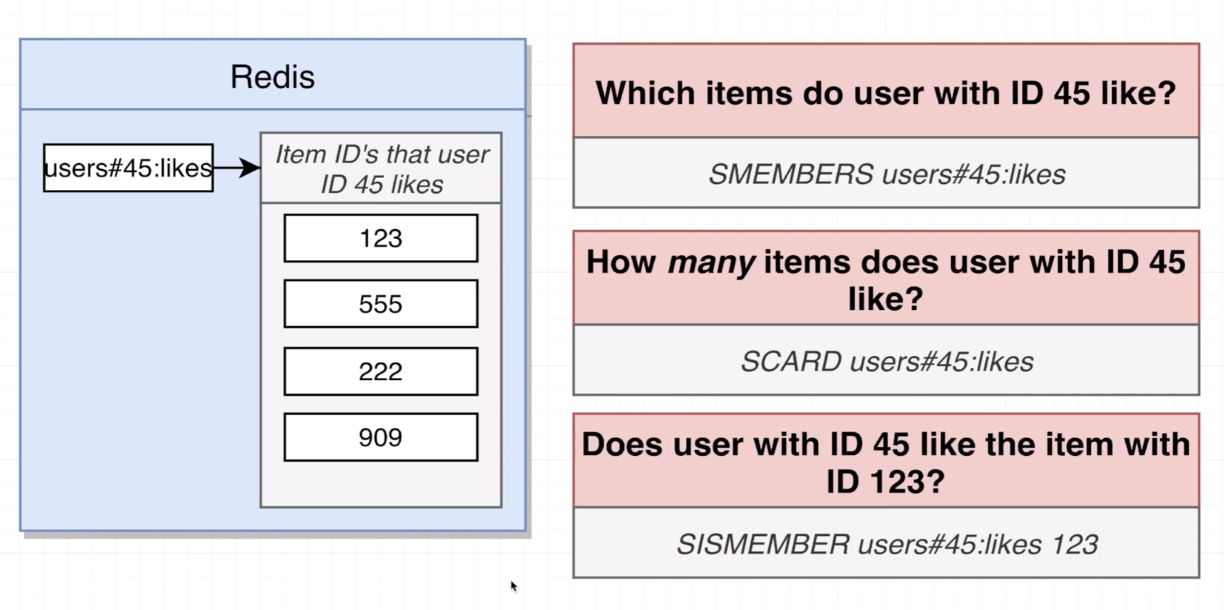 Redis
users#45:likes
Item ID's that user
ID 45 likes
123
555
222
909
Which items do user with ID 45 like?
SMEMBERS users#45:likes
How many items does user with ID 45
like?
SCARD users#45:likes
Does user with ID 45 like the item with
ID 123?
SISMEMBER users#45:likes 123